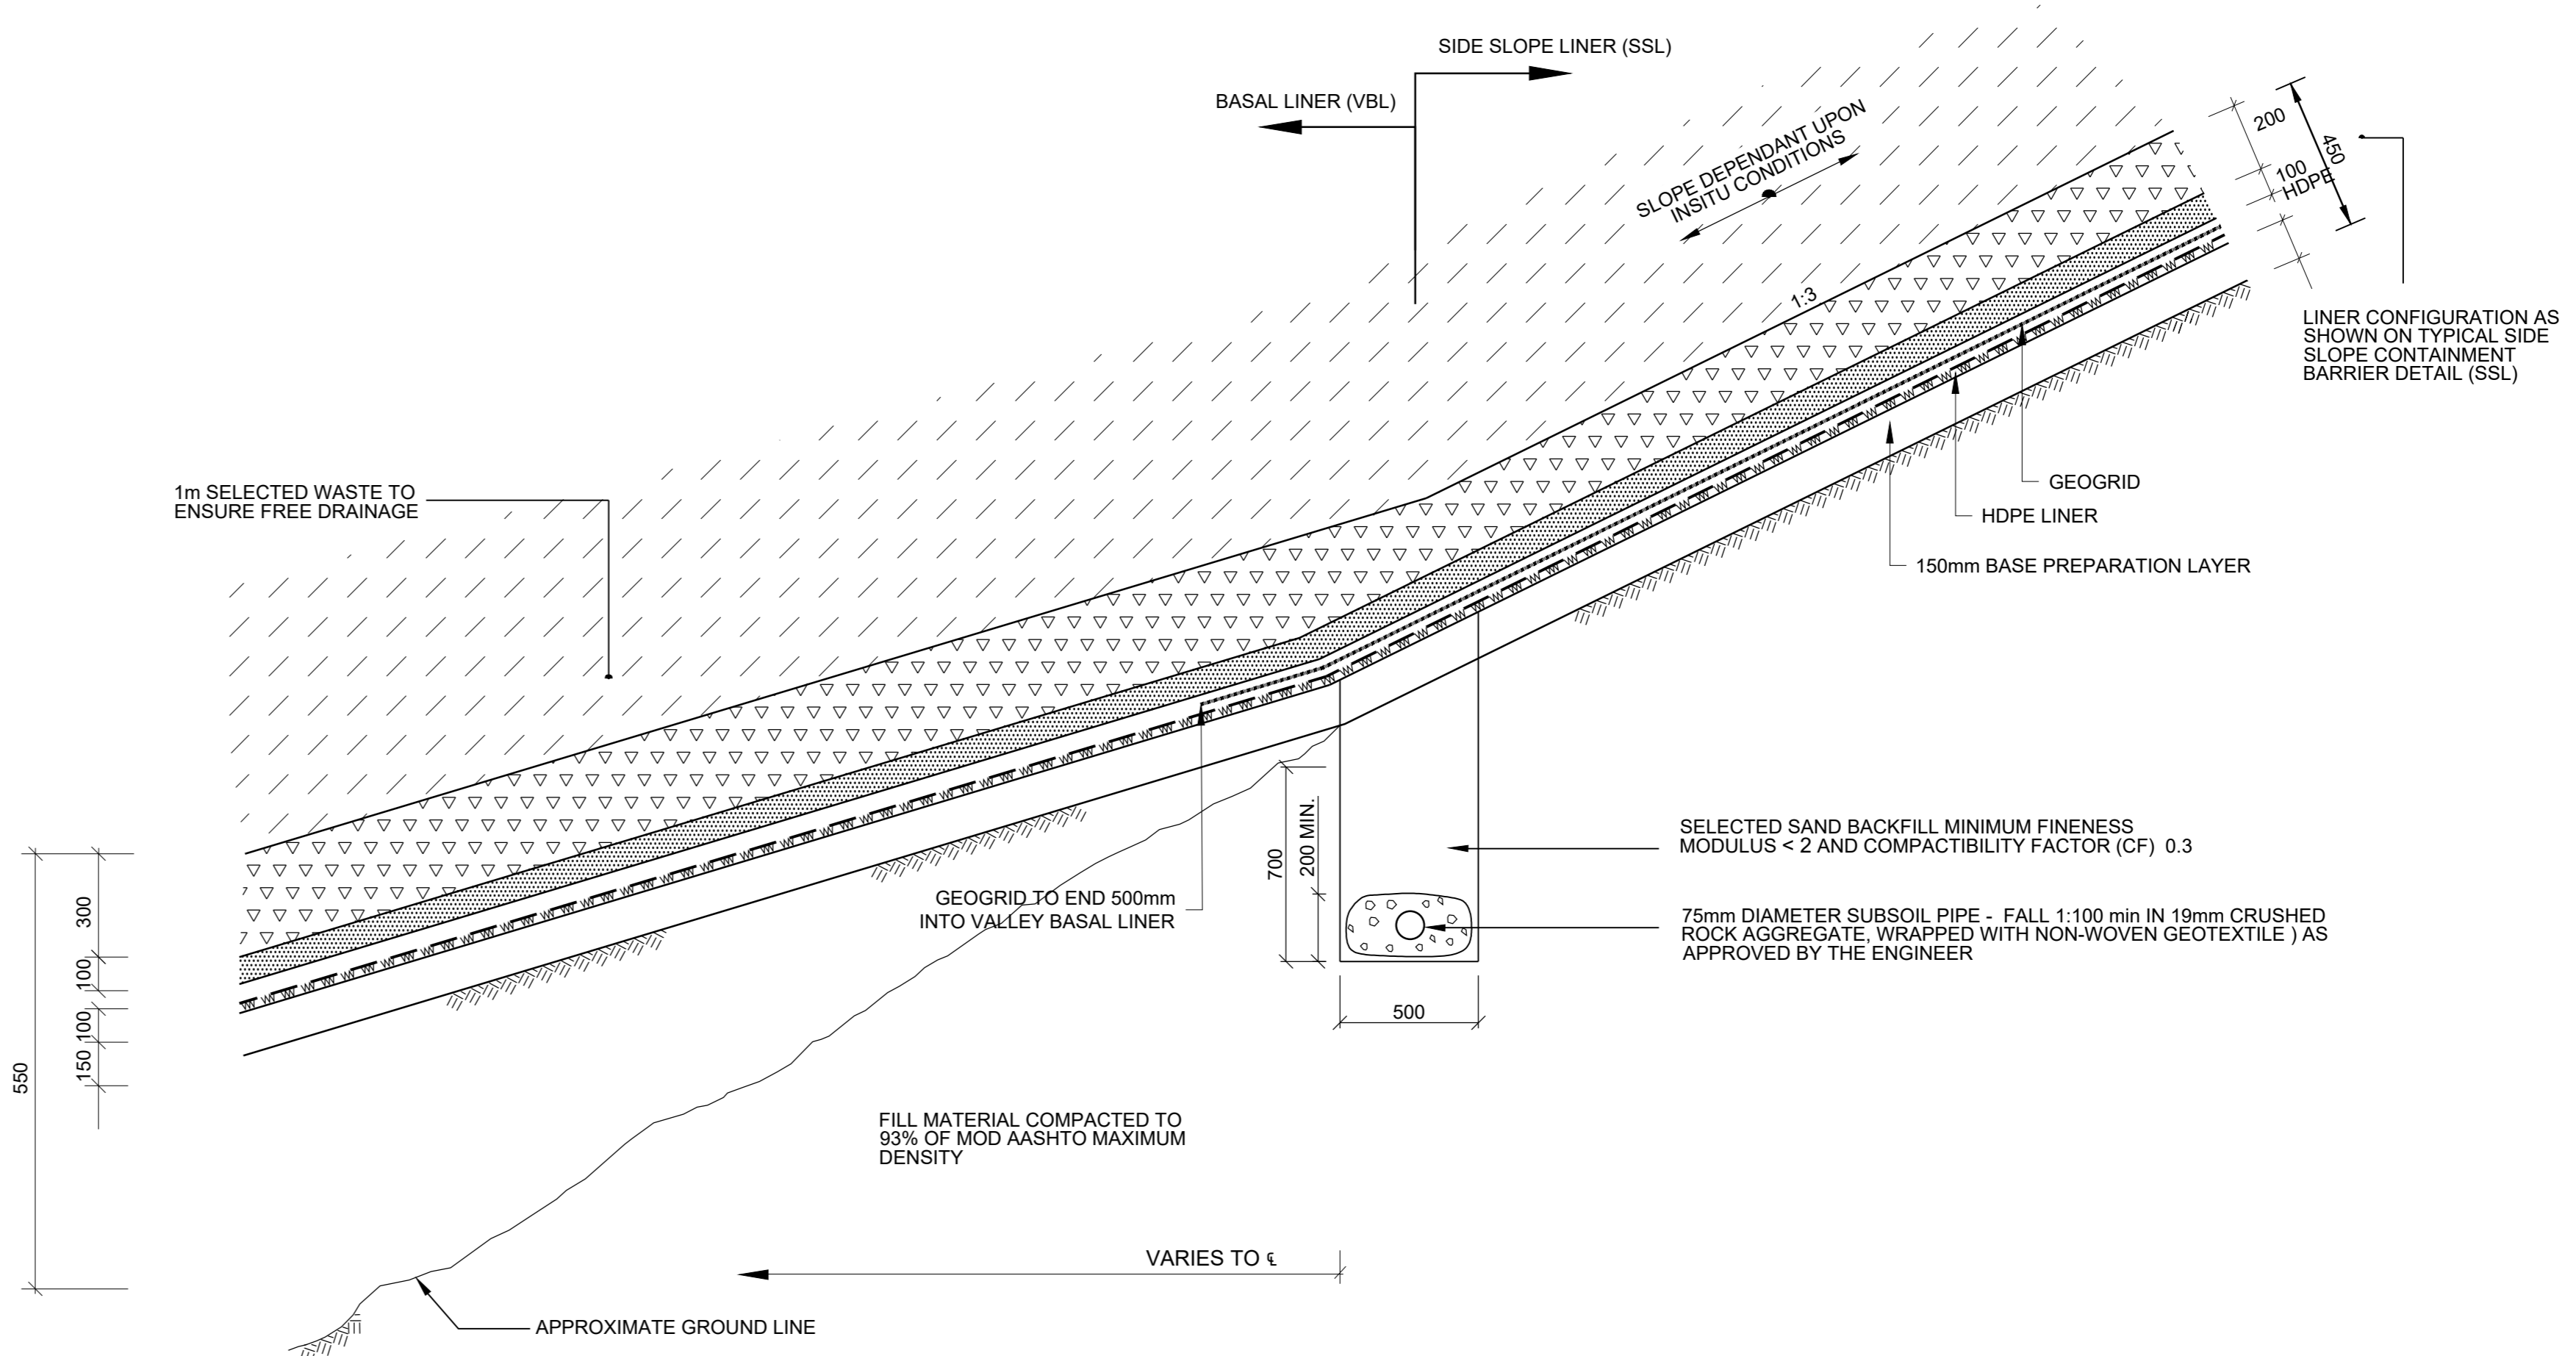 SIDE SLOPE LINER (SSL)
BASAL LINER (VBL)
SLOPE DEPENDANT UPON
INSITU CONDITIONS
200
450
100
HDPE
1:3
LINER CONFIGURATION AS
SHOWN ON TYPICAL SIDE
SLOPE CONTAINMENT
BARRIER DETAIL (SSL)
1m SELECTED WASTE TO
ENSURE FREE DRAINAGE
GEOGRID
HDPE LINER
150mm BASE PREPARATION LAYER
700
200 MIN.
SELECTED SAND BACKFILL MINIMUM FINENESS
MODULUS < 2 AND COMPACTIBILITY FACTOR (CF) 0.3
GEOGRID TO END 500mm
INTO VALLEY BASAL LINER
75mm DIAMETER SUBSOIL PIPE - FALL 1:100 min IN 19mm CRUSHED
ROCK AGGREGATE, WRAPPED WITH NON-WOVEN GEOTEXTILE ) AS
APPROVED BY THE ENGINEER
300
100
100
150
550
500
FILL MATERIAL COMPACTED TO
93% OF MOD AASHTO MAXIMUM
DENSITY
VARIES TO ℄
APPROXIMATE GROUND LINE